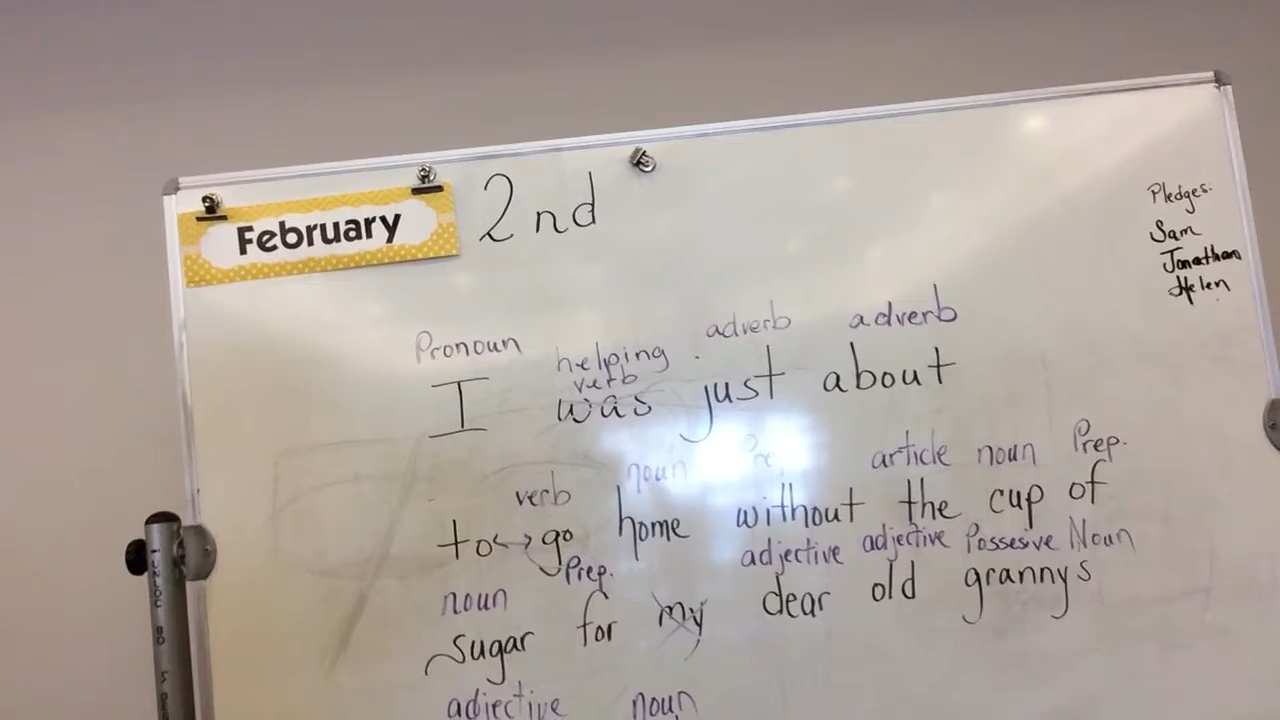 February 2nd
Pledges:
Sam
Jonathan
Helen
Pronoun helping verb adverb adverb
I was just about
verb noun Pre article noun Prep.
to go home without the cup of
noun Prep. adjective adjective Possesive Noun
sugar for my dear old grannys
adjective noun